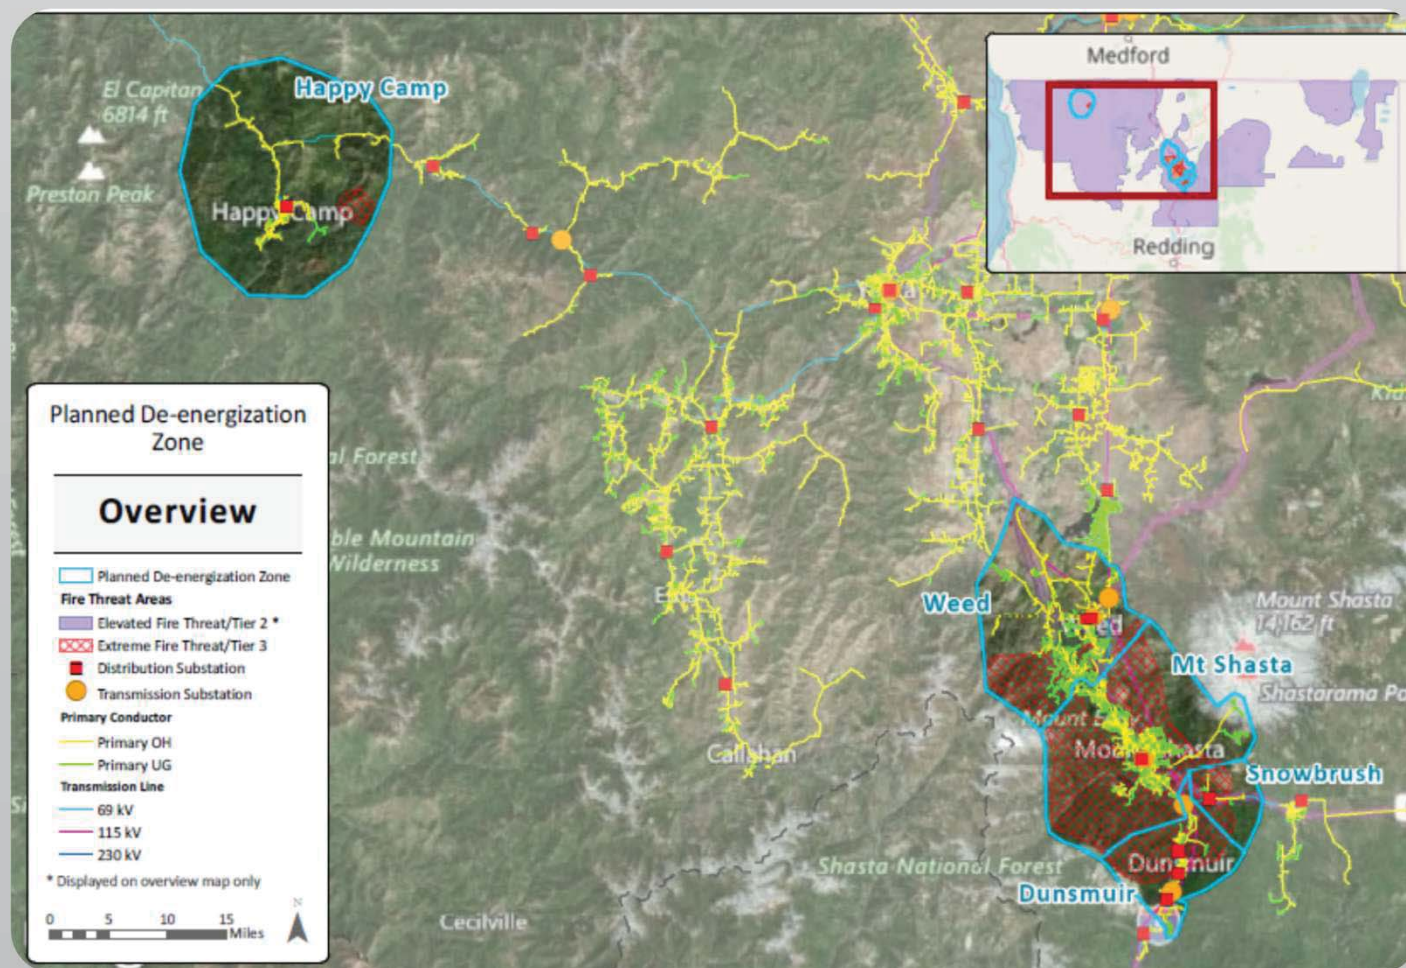 Medford
Redding
Happy Camp
El Capitan
6814 ft
Preston Peak
Happy Camp
Planned De-energization
Zone
Overview
Planned De-energization Zone
Fire Threat Areas
Elevated Fire Threat/Tier 2 *
Extreme Fire Threat/Tier 3
Distribution Substation
Transmission Substation
Primary Conductor
Primary OH
Primary UG
Transmission Line
69 kV
115 kV
230 kV
* Displayed on overview map only
0 5 10 15
Miles
N
al Forest
ble Mountain
Wilderness
Weed
Mount Shasta
14,162 ft
Mt Shasta
Shastarama Po
Callahan
Snowbrush
Shasta National Forest
Dunsmuir
Dunsmuir
Cecilville